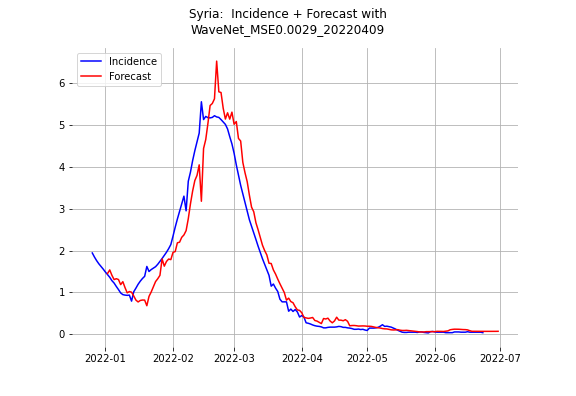 Syria:  Incidence + Forecast with
WaveNet_MSE0.0029_20220409
Incidence
Forecast
6
5
4
3
2
1
0
2022-01 2022-02 2022-03 2022-04 2022-05 2022-06 2022-07